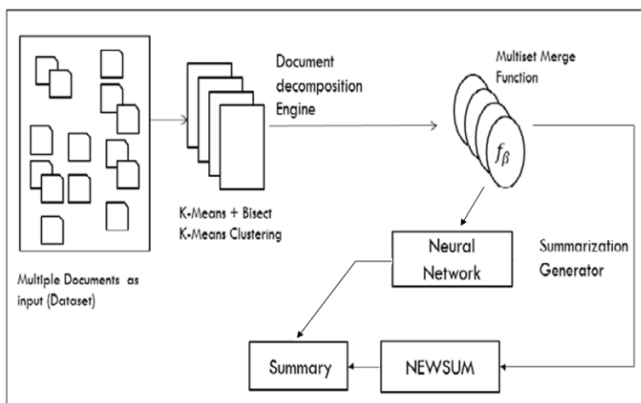 Document
decomposition
Engine
Multiset Merge
Function
fβ
K-Means + Bisect
K-Means Clustering
Neural
Network
Summarization
Generator
Multiple Documents as
input (Dataset)
Summary
NEWSUM